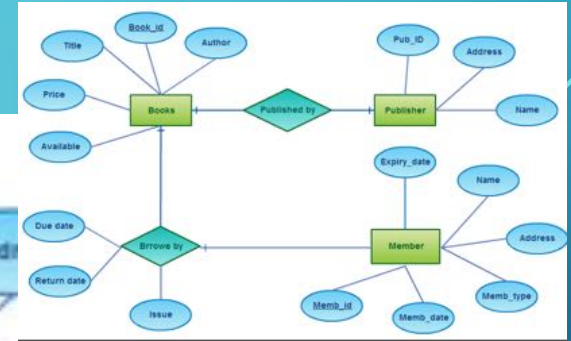 Book_id
Title
Author
Price
Books
Available
Published by
Pub_ID
Address
Publisher
Name
Expiry_date
Name
Due date
Brrowe by
Member
Address
Return date
Issue
Memb_id
Memb_date
Memb_type